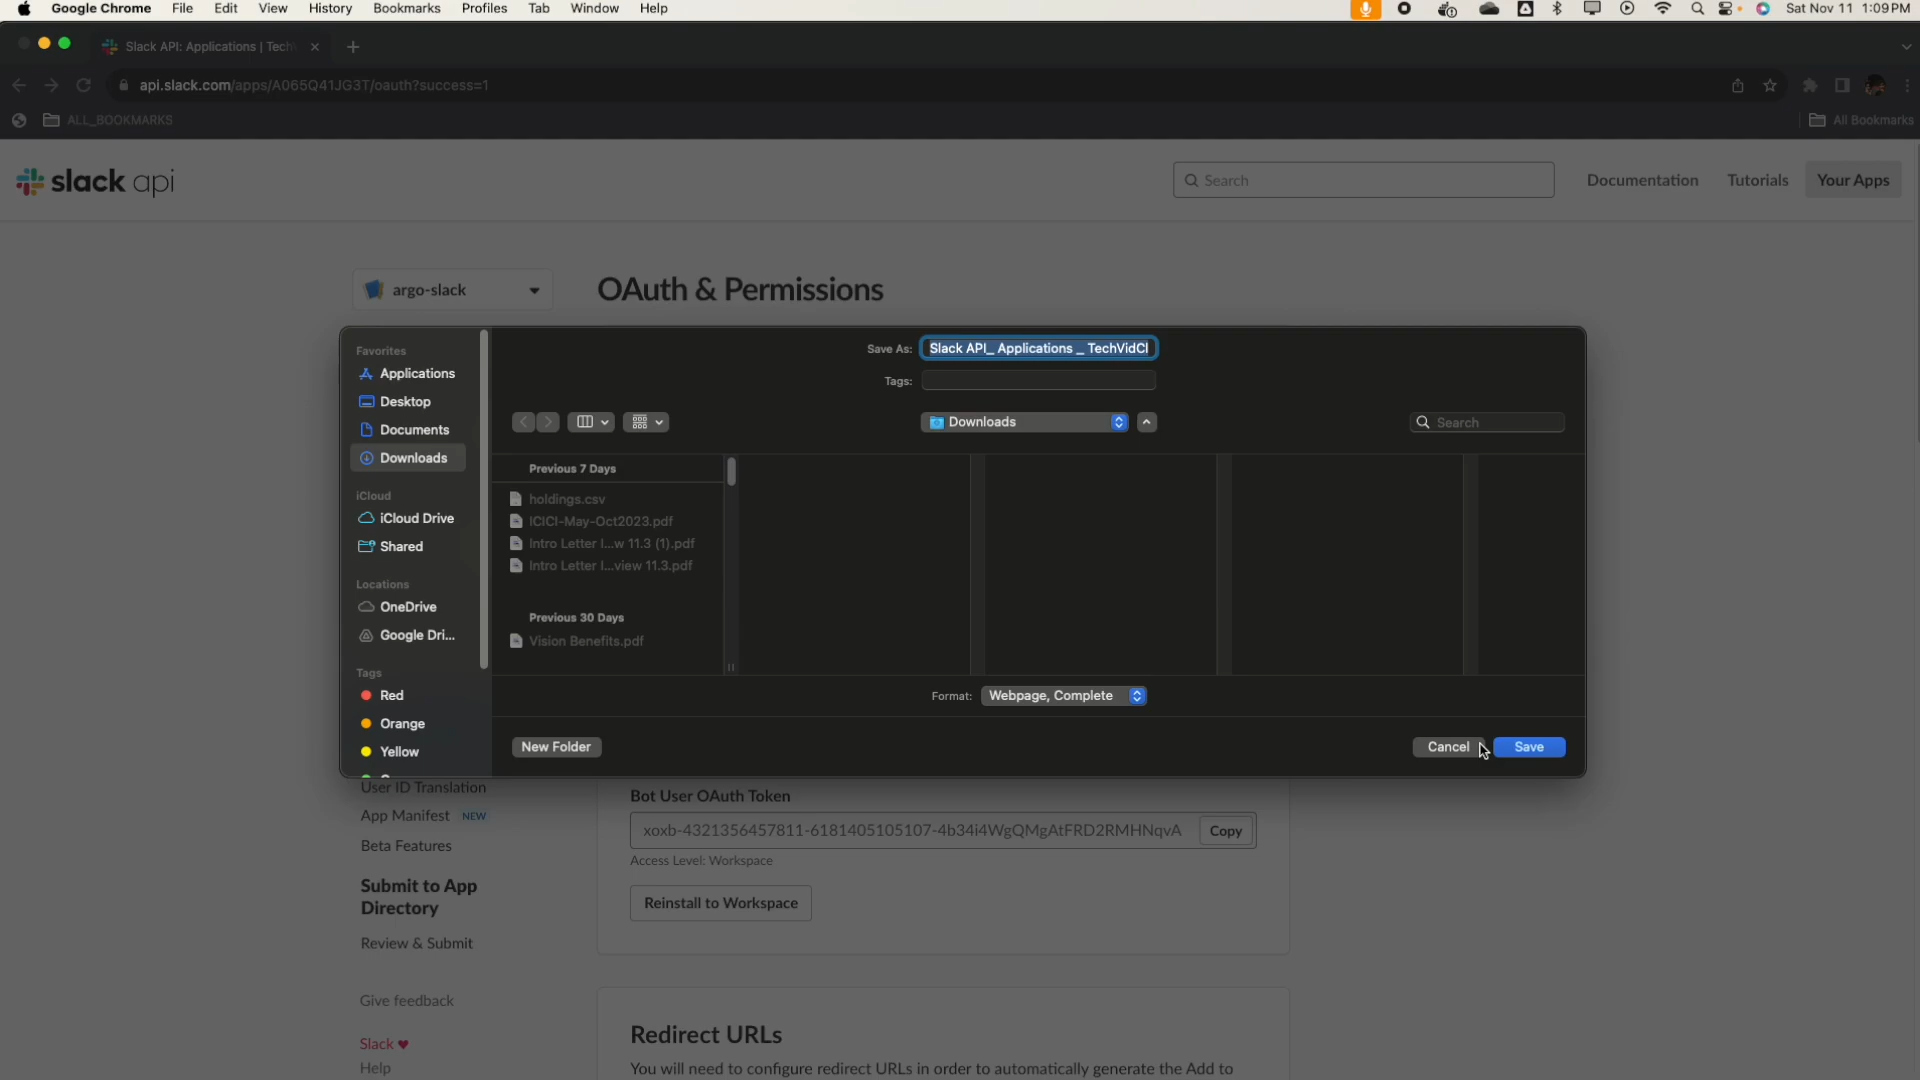 Google Chrome File Edit View History Bookmarks Profiles Tab Window Help Sat Nov 11 1:09 PM
Slack API: Applications | Tech
api.slack.com/apps/A065Q41JG3T/oauth?success=1
ALL_BOOKMARKS All Bookmarks
slack api Search Documentation Tutorials Your Apps
argo-slack
OAuth & Permissions
Favorites
Applications
Desktop
Documents
Downloads
iCloud
iCloud Drive
Shared
Locations
OneDrive
Google Dri...
Tags
Red
Orange
Yellow
Save As: Slack API_ Applications _ TechVidCl
Tags:
Downloads Search
Previous 7 Days
holdings.csv
ICICI-May-Oct2023.pdf
Intro Letter I...w 11.3 (1).pdf
Intro Letter I...view 11.3.pdf
Previous 30 Days
Vision Benefits.pdf
Format: Webpage, Complete
New Folder Cancel Save
User ID Translation
App Manifest NEW
Beta Features
Submit to App
Directory
Review & Submit
Give feedback
Slack ♥
Help
Bot User OAuth Token
xoxb-4321356457811-6181405105107-4b34i4WgQMgAtFRD2RMHNqvA Copy
Access Level: Workspace
Reinstall to Workspace
Redirect URLs
You will need to configure redirect URLs in order to automatically generate the Add to